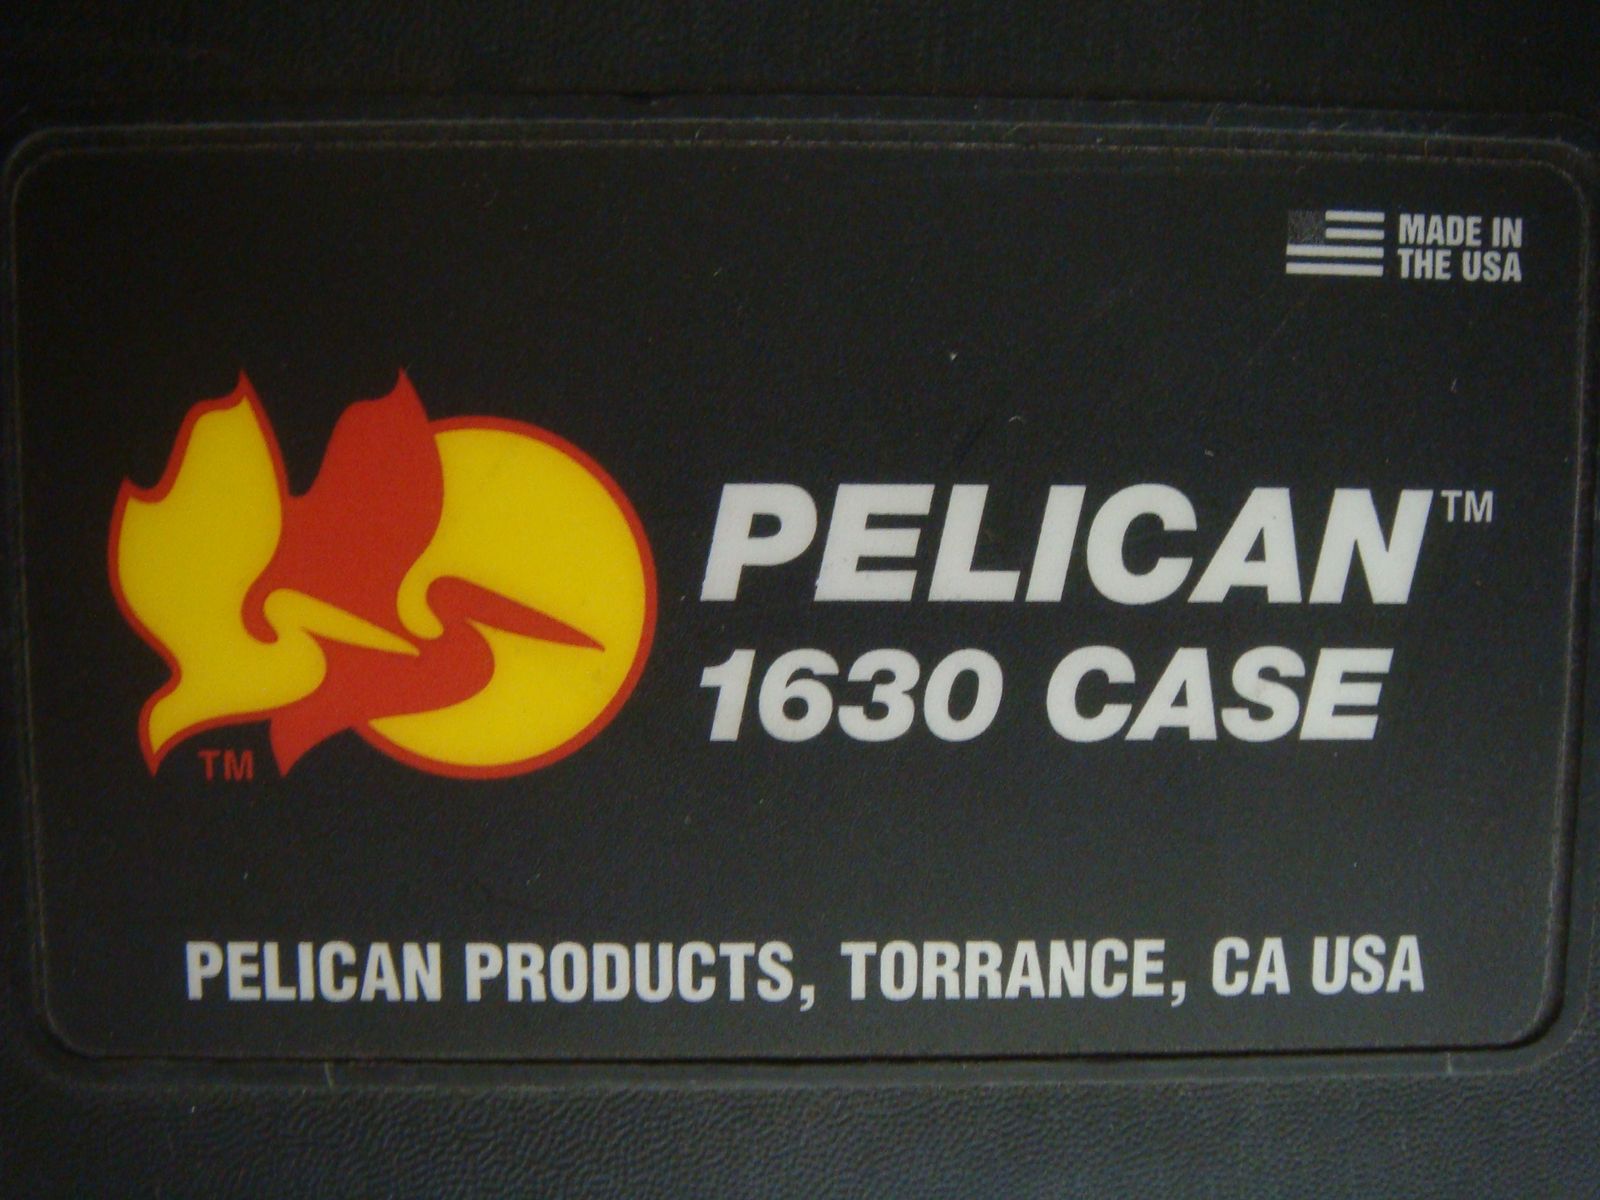 MADE IN
THE USA
PELICAN™
1630 CASE
TM
PELICAN PRODUCTS, TORRANCE, CA USA